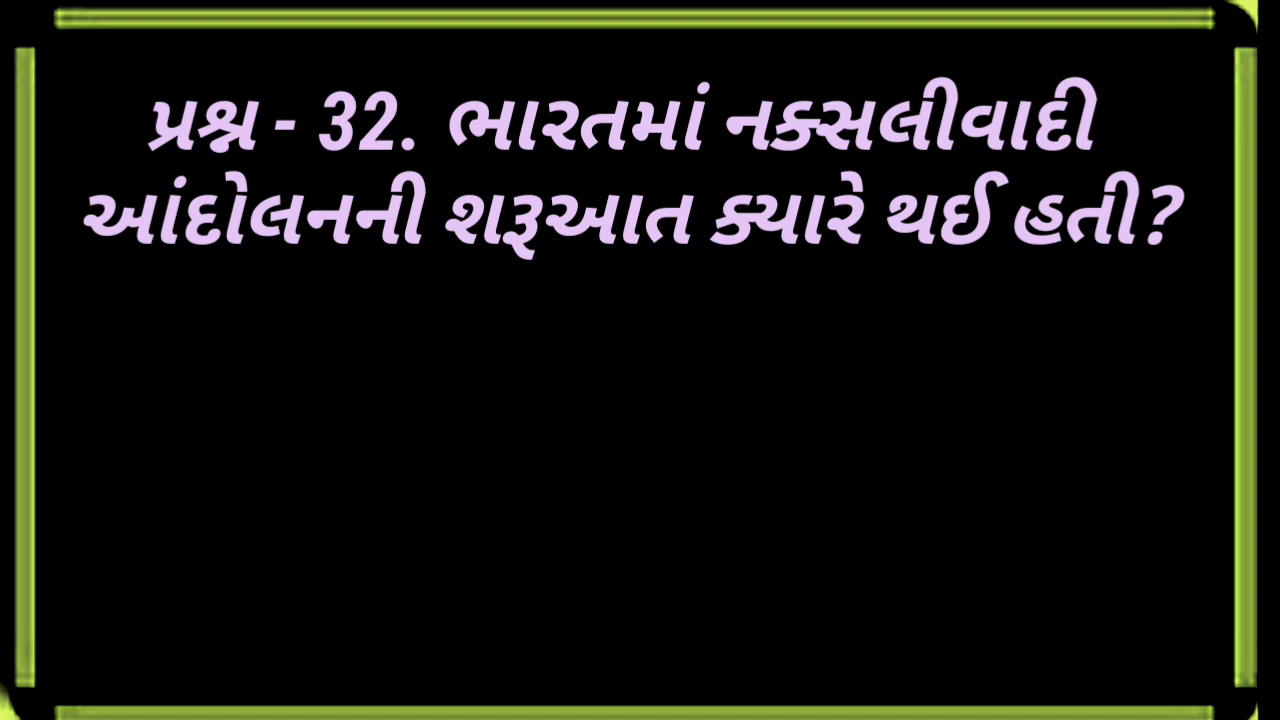 પ્રશ્ન - 32. ભારતમાં નક્સલીવાદી
આંદોલનની શરૂઆત ક્યારે થઈ હતી?